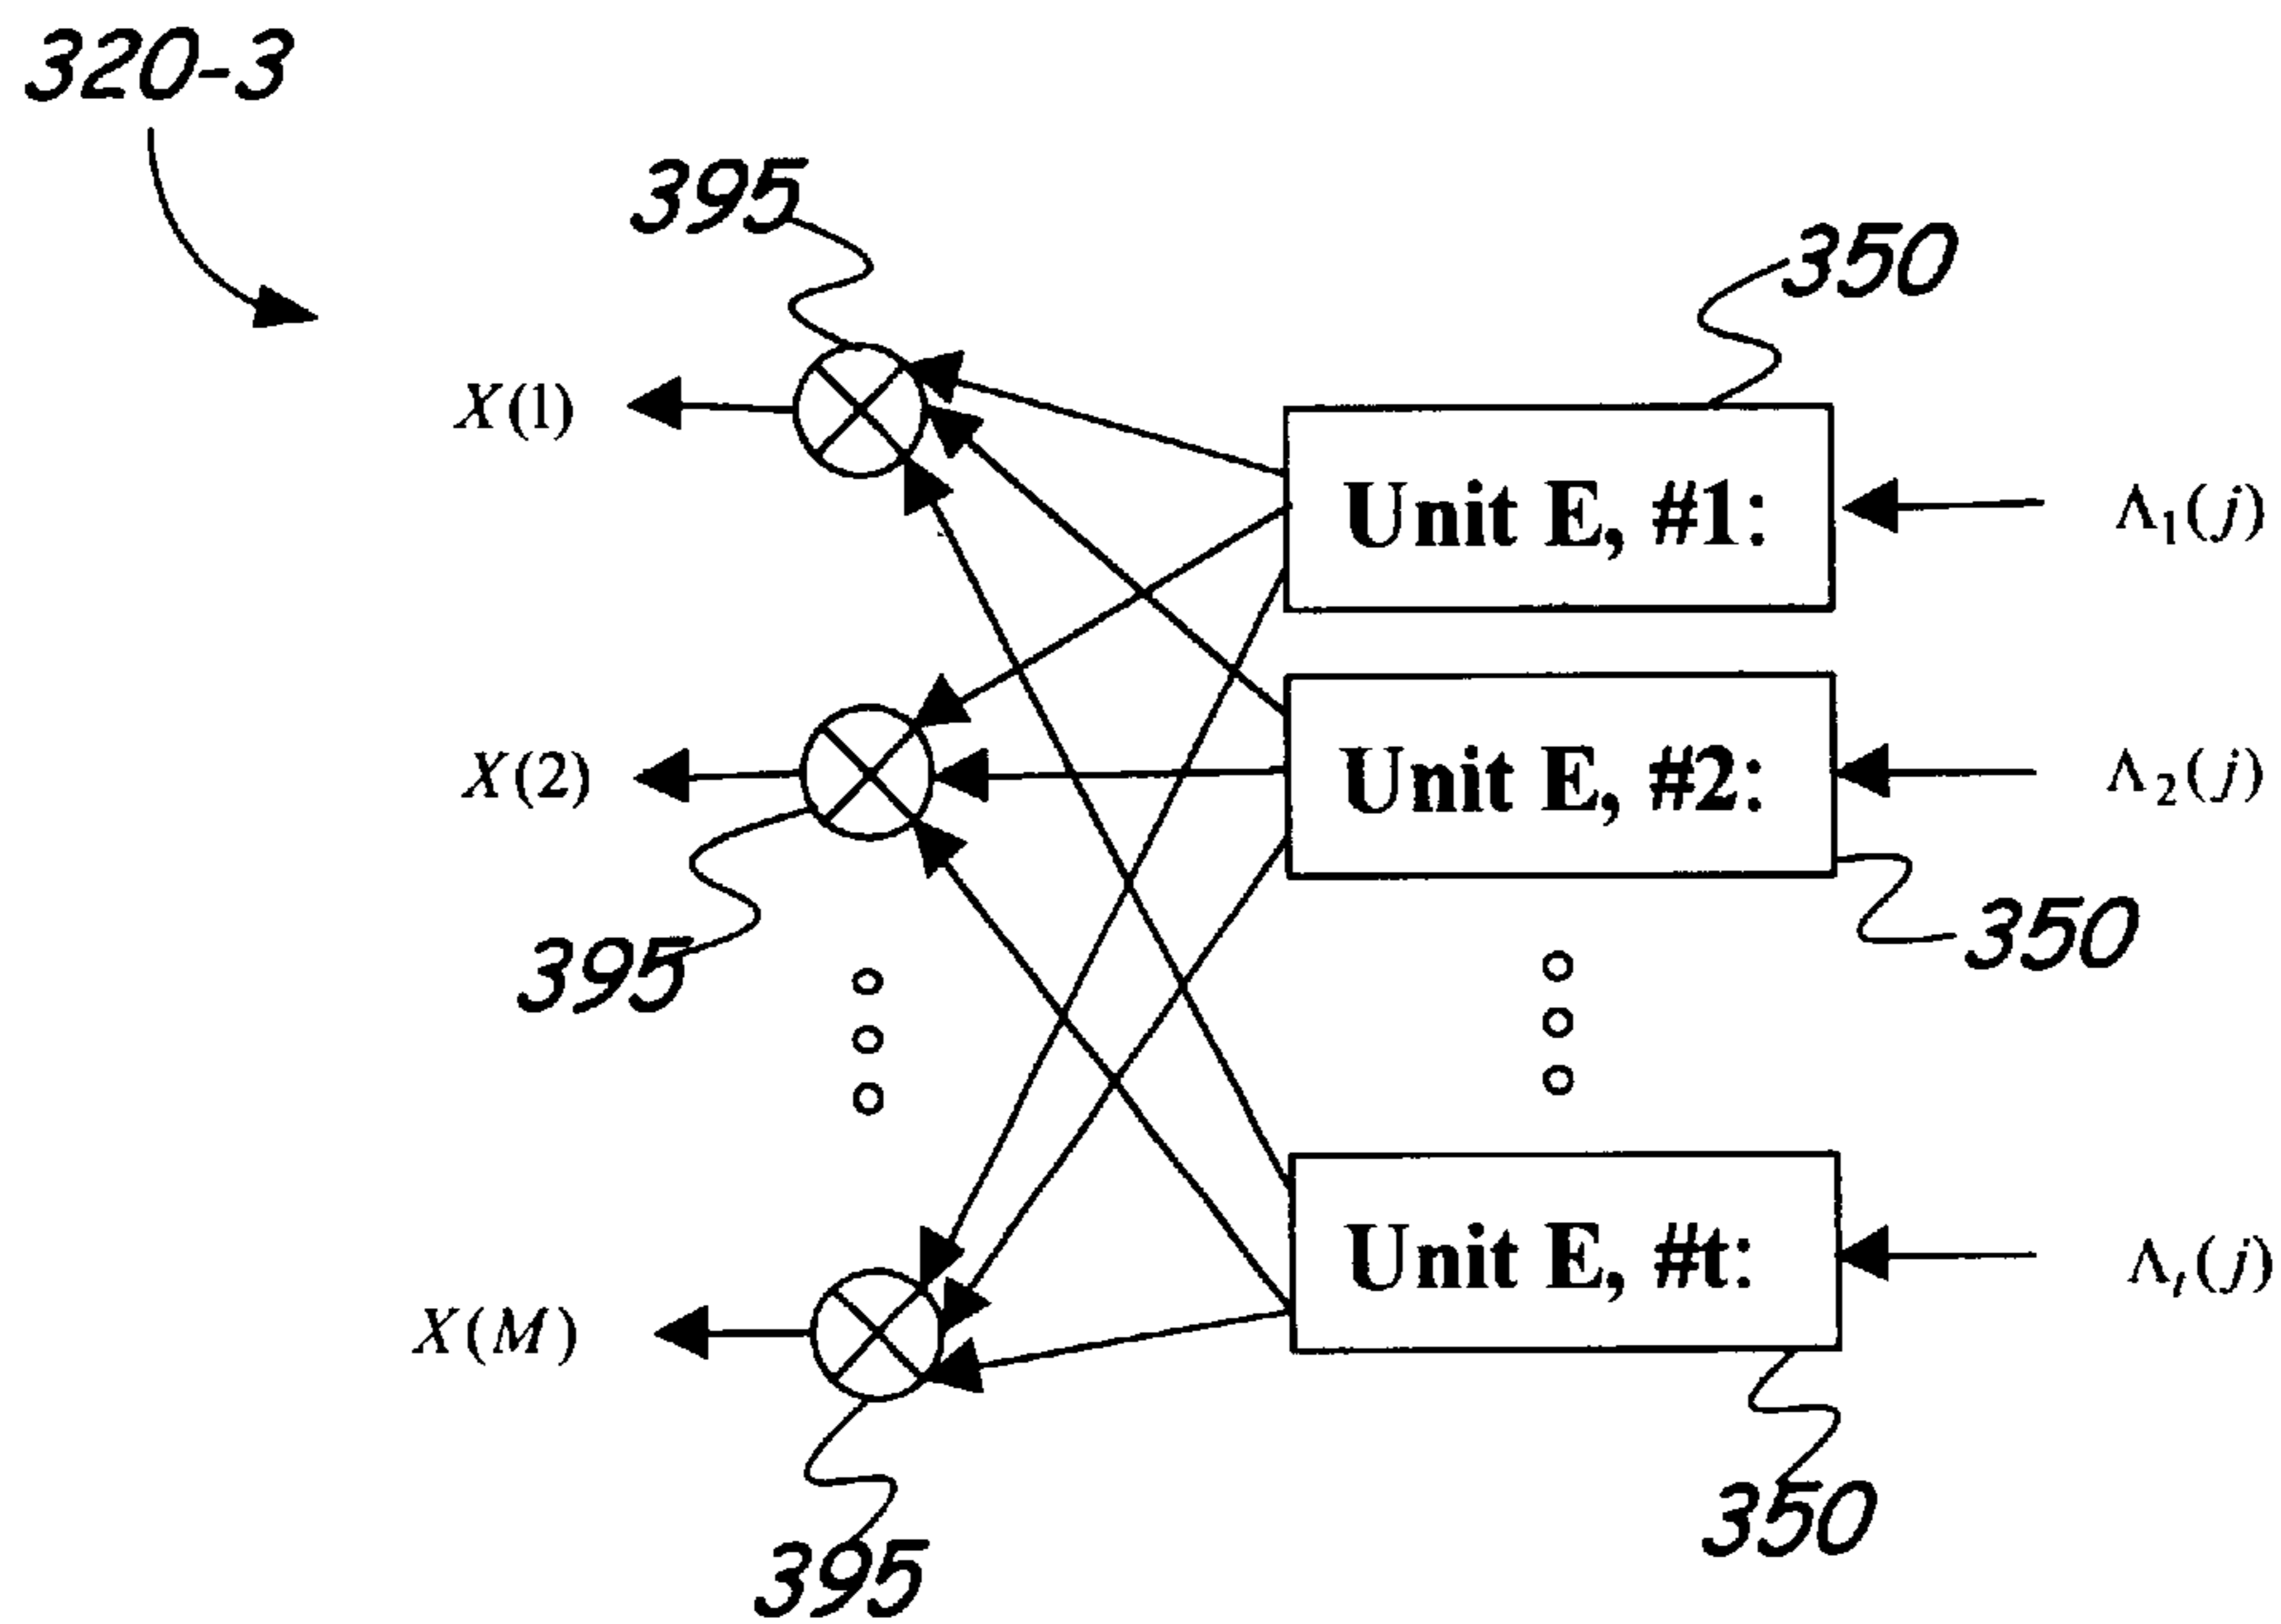 320-3
395
350
X(1)
Unit E, #1:
Λ₁(j)
X(2)
Unit E, #2:
Λ₂(j)
395
350
X(M)
Unit E, #t:
Λₜ(j)
395
350